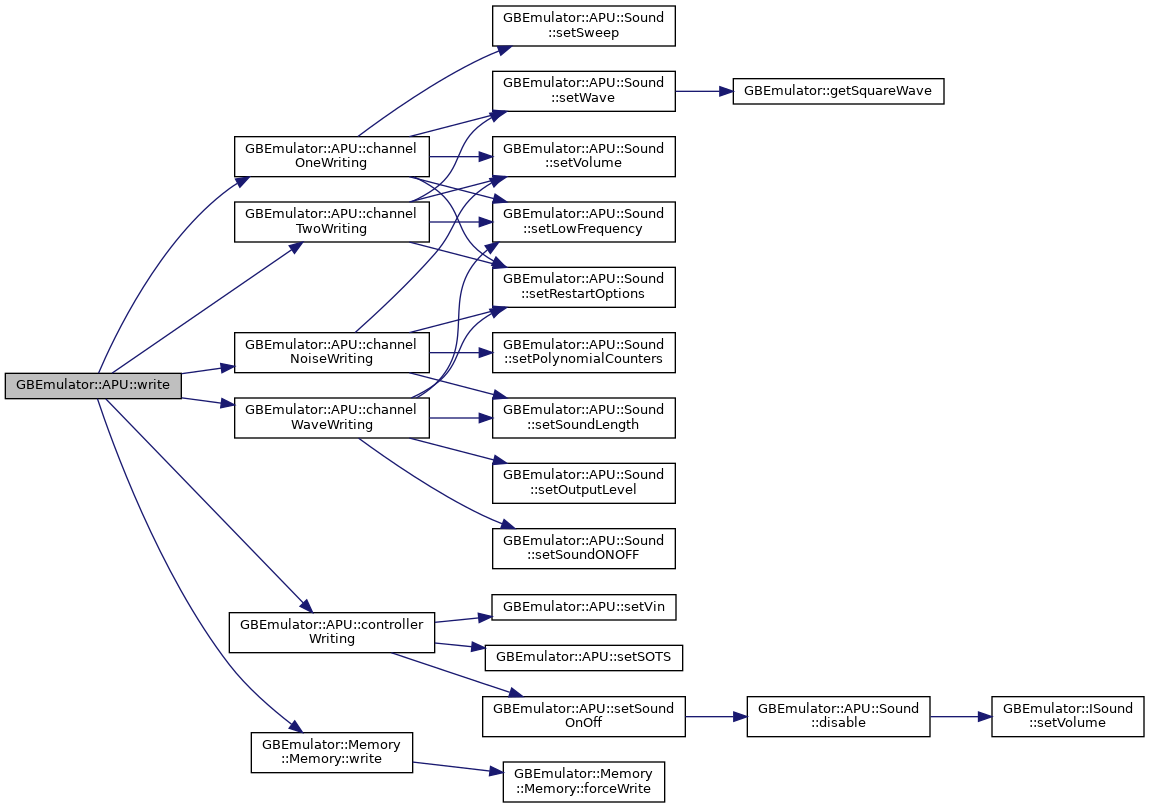 GBEmulator::APU::write
GBEmulator::APU::channel
OneWriting
GBEmulator::APU::channel
TwoWriting
GBEmulator::APU::channel
NoiseWriting
GBEmulator::APU::channel
WaveWriting
GBEmulator::APU::controller
Writing
GBEmulator::Memory
::Memory::write
GBEmulator::APU::Sound
::setSweep
GBEmulator::APU::Sound
::setWave
GBEmulator::APU::Sound
::setVolume
GBEmulator::APU::Sound
::setLowFrequency
GBEmulator::APU::Sound
::setRestartOptions
GBEmulator::APU::Sound
::setPolynomialCounters
GBEmulator::APU::Sound
::setSoundLength
GBEmulator::APU::Sound
::setOutputLevel
GBEmulator::APU::Sound
::setSoundONOFF
GBEmulator::APU::setVin
GBEmulator::APU::setSOTS
GBEmulator::APU::setSound
OnOff
GBEmulator::Memory
::Memory::forceWrite
GBEmulator::getSquareWave
GBEmulator::APU::Sound
::disable
GBEmulator::ISound
::setVolume